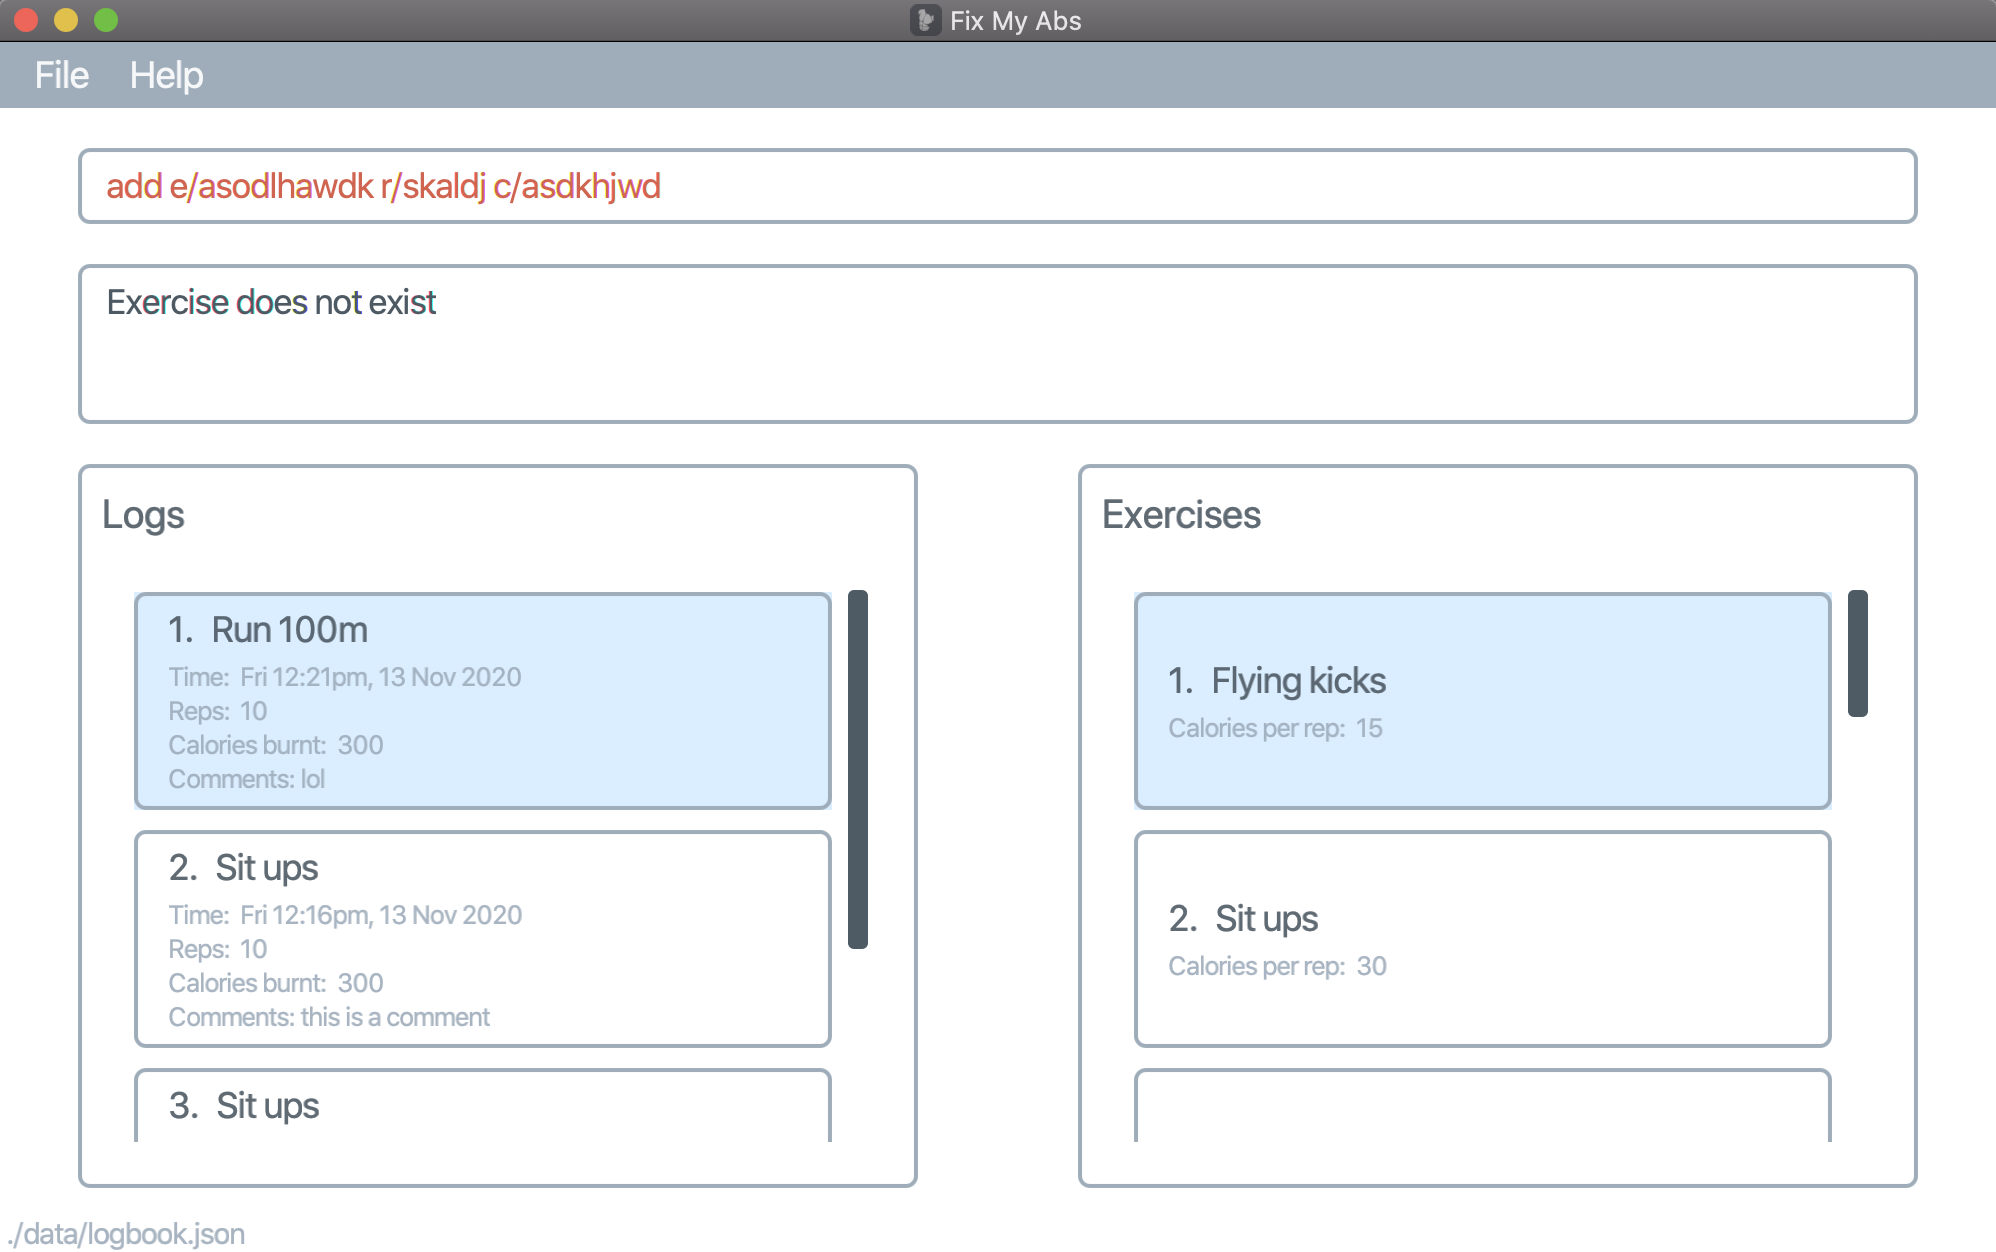 Fix My Abs
File Help
add e/asodlhawdk r/skaldj c/asdkhjwd
Exercise does not exist
Logs
1. Run 100m
Time: Fri 12:21pm, 13 Nov 2020
Reps: 10
Calories burnt: 300
Comments: lol
2. Sit ups
Time: Fri 12:16pm, 13 Nov 2020
Reps: 10
Calories burnt: 300
Comments: this is a comment
3. Sit ups
Exercises
1. Flying kicks
Calories per rep: 15
2. Sit ups
Calories per rep: 30
./data/logbook.json